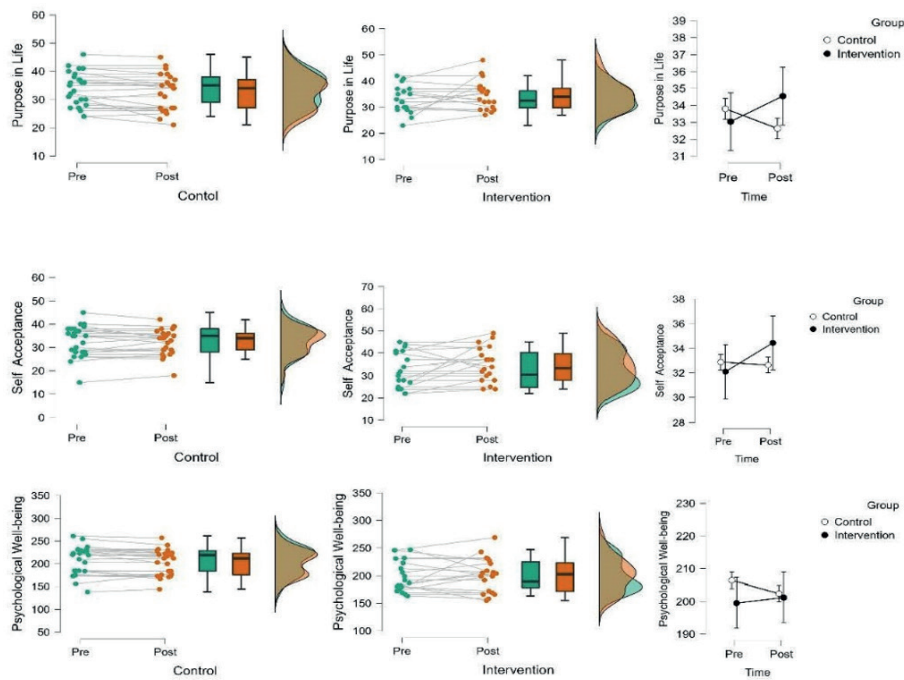 Purpose in Life
60
50
40
30
20
10
Pre
Post
Contol
Purpose in Life
60
50
40
30
20
10
Pre
Post
Intervention
Purpose in Life
39
38
37
36
35
34
33
32
31
Pre
Post
Time
Group
Control
Intervention
Self Acceptance
60
50
40
30
20
10
0
Pre
Post
Control
Self Acceptance
70
60
50
40
30
20
10
Pre
Post
Intervention
Self Acceptance
38
36
34
32
30
28
Pre
Post
Time
Group
Control
Intervention
Psychological Well-being
350
300
250
200
150
100
50
Pre
Post
Control
Psychological Well-being
350
300
250
200
150
100
Pre
Post
Intervention
Psychological Well-being
230
220
210
200
190
Pre
Post
Time
Group
Control
Intervention